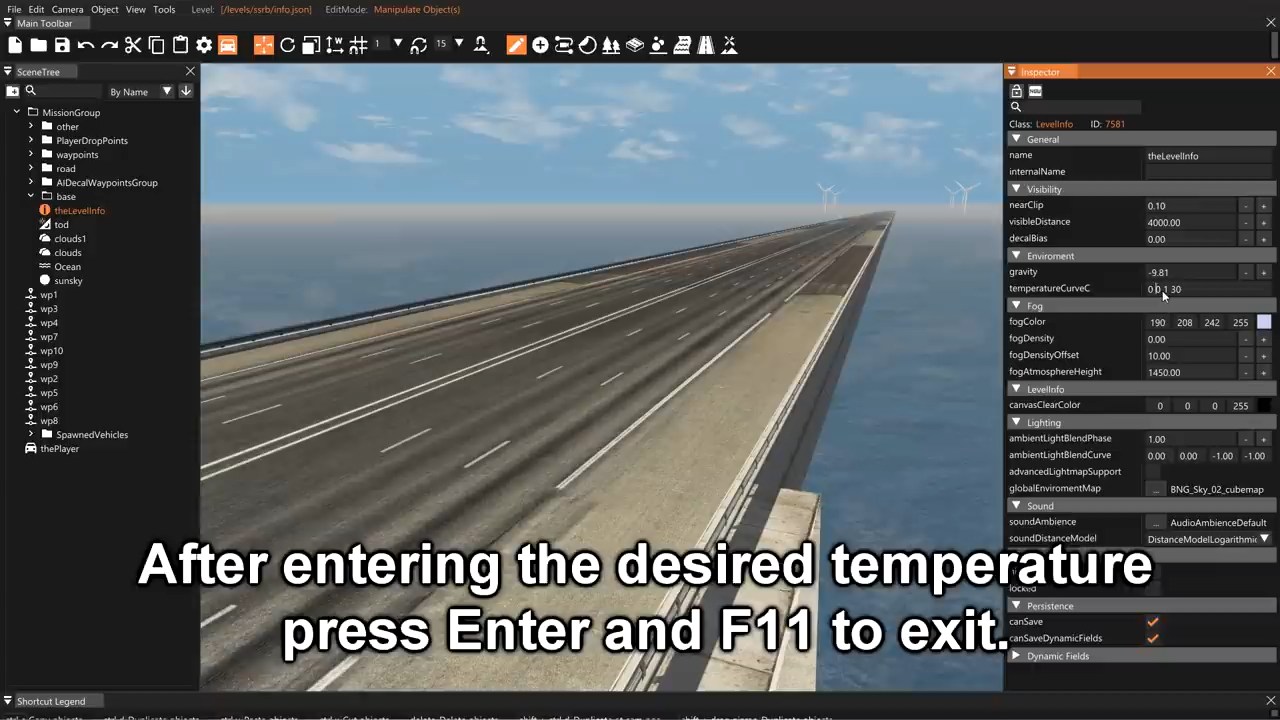 File Edit Camera Object View Tools Level: [/levels/ssrb/info.json] EditMode: Manipulate Object(s)
Main Toolbar
1 15
SceneTree
By Name
MissionGroup
other
PlayerDropPoints
waypoints
road
AIDecalWaypointsGroup
base
theLevelInfo
tod
clouds1
clouds
Ocean
sunsky
wp1
wp3
wp4
wp7
wp10
wp9
wp2
wp5
wp6
wp8
SpawnedVehicles
thePlayer
Inspector
Class: LevelInfo ID: 7581
General
name theLevelInfo
internalName
Visibility
nearClip 0.10 - +
visibleDistance 4000.00 - +
decalBias 0.00 - +
Enviroment
gravity -9.81 - +
temperatureCurveC 0 0 1 30
Fog
fogColor 190 208 242 255
fogDensity 0.00 - +
fogDensityOffset 10.00 - +
fogAtmosphereHeight 1450.00 - +
LevelInfo
canvasClearColor 0 0 0 255
Lighting
ambientLightBlendPhase 1.00 - +
ambientLightBlendCurve 0.00 0.00 -1.00 -1.00
advancedLightmapSupport
globalEnviromentMap ... BNG_Sky_02_cubemap
Sound
soundAmbience ... AudioAmbienceDefault
soundDistanceModel DistanceModelLogarithmic
Persistence
canSave
canSaveDynamicFields
Dynamic Fields
After entering the desired temperature
press Enter and F11 to exit.
Shortcut Legend